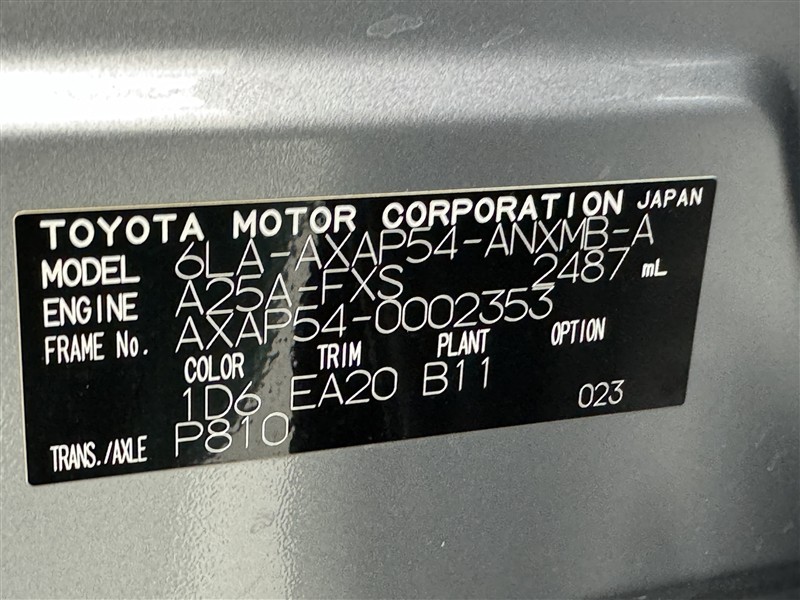 TOYOTA MOTOR CORPORATION JAPAN
MODEL 6LA-AXAP54-ANXMB-A
ENGINE A25A-FXS 2487 mL
FRAME No. AXAP54-0002353
COLOR TRIM PLANT OPTION
1D6 EA20 B11 023
TRANS./AXLE P810